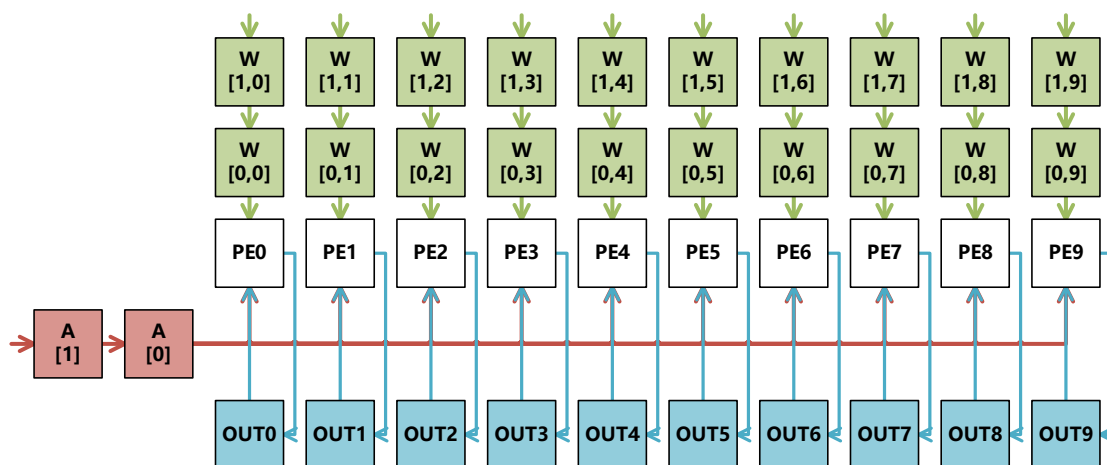 W W W W W W W W W W
[1,0] [1,1] [1,2] [1,3] [1,4] [1,5] [1,6] [1,7] [1,8] [1,9]
W W W W W W W W W W
[0,0] [0,1] [0,2] [0,3] [0,4] [0,5] [0,6] [0,7] [0,8] [0,9]
PE0 PE1 PE2 PE3 PE4 PE5 PE6 PE7 PE8 PE9
A A
[1] [0]
OUT0 OUT1 OUT2 OUT3 OUT4 OUT5 OUT6 OUT7 OUT8 OUT9